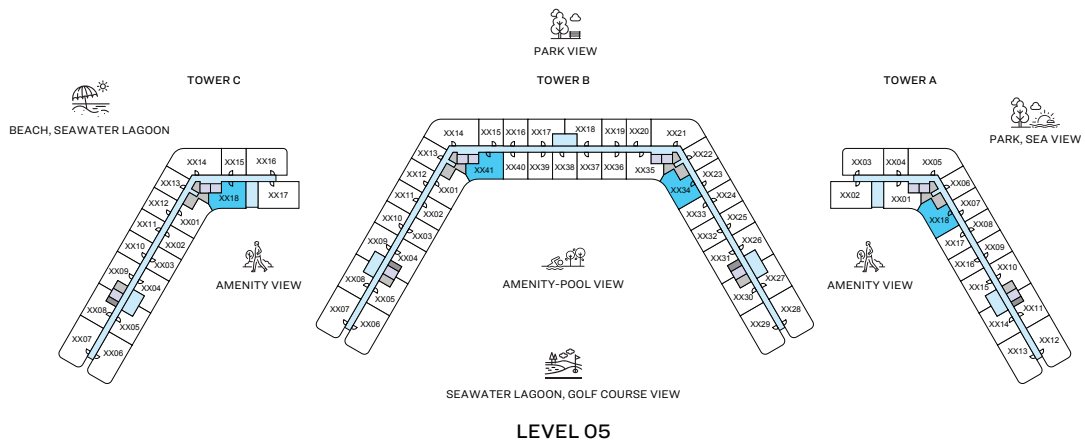 PARK VIEW
TOWER C
TOWER B
TOWER A
BEACH, SEAWATER LAGOON
PARK, SEA VIEW
XX14
XX15
XX16
XX13
XX17
XX12
XX18
XX11
XX01
XX10
XX02
XX09
XX03
XX08
XX04
XX07
XX05
XX06
XX14
XX15
XX16
XX17
XX18
XX19
XX20
XX21
XX13
XX22
XX12
XX41
XX40
XX39
XX38
XX37
XX36
XX35
XX23
XX11
XX01
XX34
XX24
XX10
XX02
XX33
XX25
XX09
XX03
XX32
XX26
XX08
XX04
XX31
XX27
XX07
XX05
XX30
XX28
XX06
XX29
XX03
XX04
XX05
XX02
XX01
XX06
XX18
XX07
XX17
XX08
XX16
XX09
XX15
XX10
XX14
XX11
XX13
XX12
AMENITY VIEW
AMENITY-POOL VIEW
AMENITY VIEW
SEAWATER LAGOON, GOLF COURSE VIEW
LEVEL 05